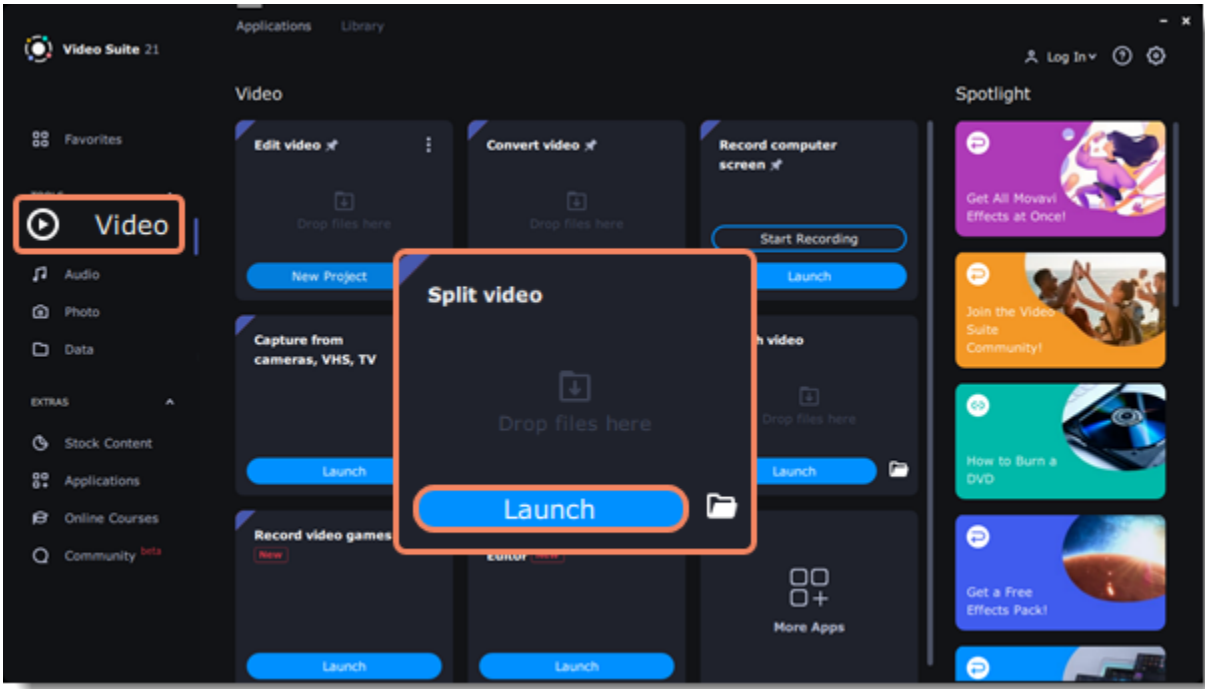 Applications Library
Video Suite 21
Log In
Video
Spotlight
Favorites
Video
Audio
Photo
Data
EXTRAS
Stock Content
Applications
Online Courses
Community beta
Edit video
Drop files here
New Project
Convert video
Drop files here
Record computer
screen
Start Recording
Launch
Capture from
cameras, VHS, TV
Launch
Split video
Drop files here
Launch
video
Drop files here
Launch
Record video games
New
Launch
Editor New
Launch
More Apps
Get All Movavi
Effects at Once!
Join the Video
Suite
Community!
How to Burn a
DVD
Get a Free
Effects Pack!